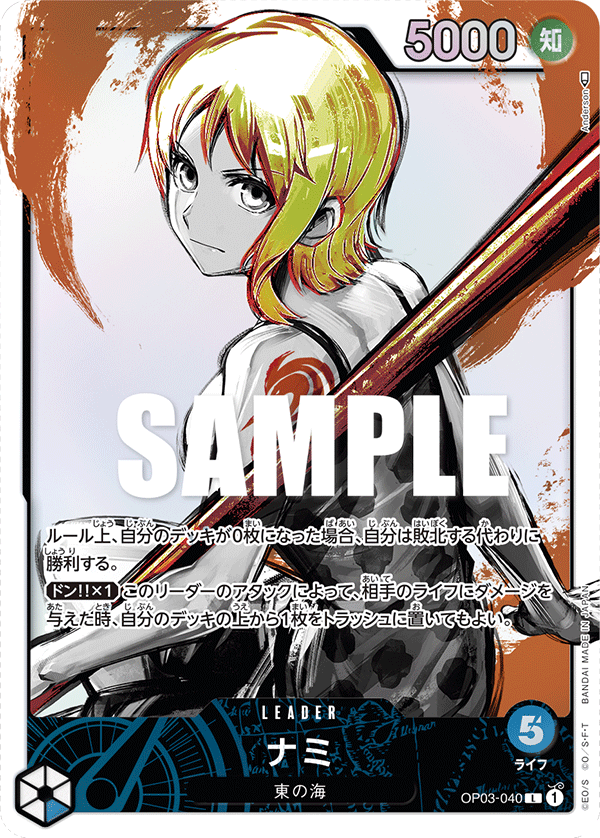 5000 知
Anderson
SAMPLE
ルール上、自分のデッキが0枚になった場合、自分は敗北する代わりに
勝利する。
ドン!!×1 このリーダーのアタックによって、相手のライフにダメージを
与えた時、自分のデッキの上から1枚をトラッシュに置いてもよい。
©E/S ©O/S・F・T BANDAI MADE IN JAPAN
LEADER
ナミ
5
ライフ
東の海
OP03-040 L 1